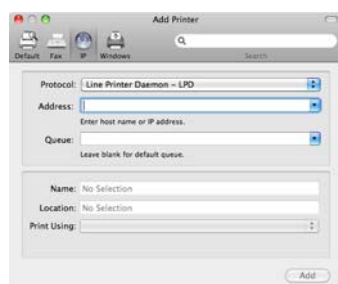 Add Printer
Default Fax IP Windows Search
Protocol: Line Printer Daemon – LPD
Address:
Enter host name or IP address.
Queue:
Leave blank for default queue.
Name: No Selection
Location: No Selection
Print Using:
Add